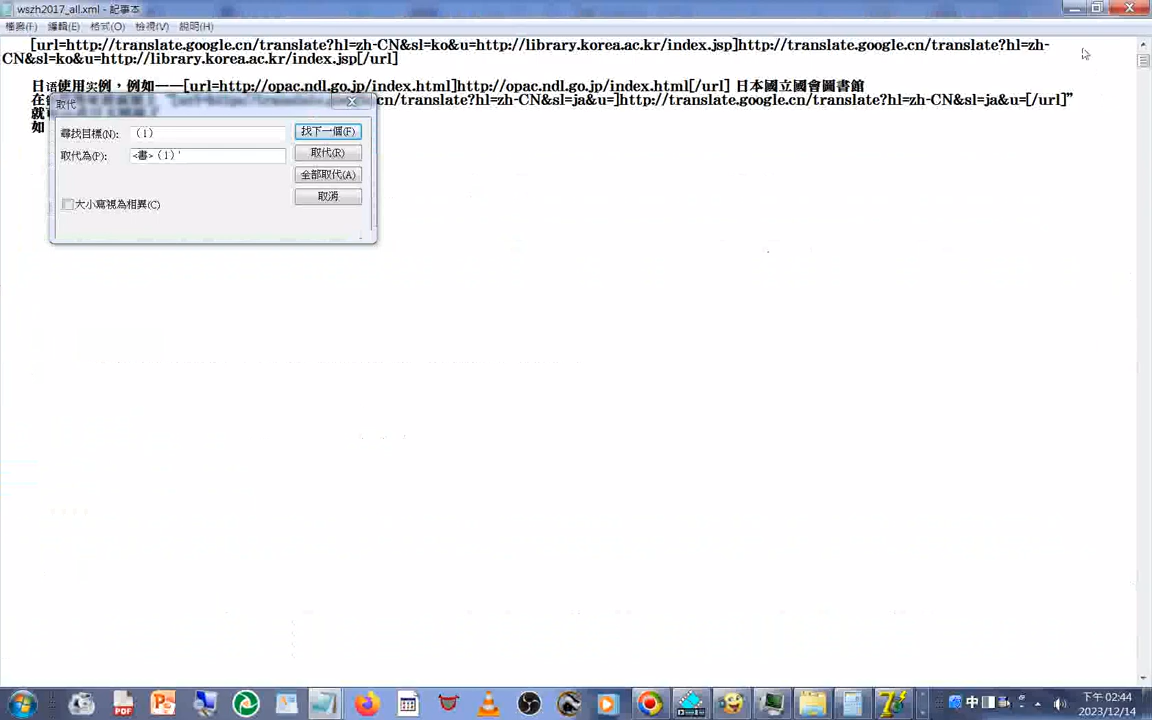 wszh2017_all.xml - 記事本
檔案(F) 編輯(E) 格式(O) 檢視(V) 說明(H)
[url=http://translate.google.cn/translate?hl=zh-CN&sl=ko&u=http://library.korea.ac.kr/index.jsp]http://translate.google.cn/translate?hl=zh-
CN&sl=ko&u=http://library.korea.ac.kr/index.jsp[/url]
日语使用实例，例如——[url=http://opac.ndl.go.jp/index.html]http://opac.ndl.go.jp/index.html[/url] 日本國立國會圖書館
在
cn/translate?hl=zh-CN&sl=ja&u=]http://translate.google.cn/translate?hl=zh-CN&sl=ja&u=[/url]”
就
如
取代
尋找目標(N): （1）
找下一個(F)
取代為(P): <書>（1）'
取代(R)
全部取代(A)
取消
大小寫視為相異(C)
中
下午 02:44
2023/12/14